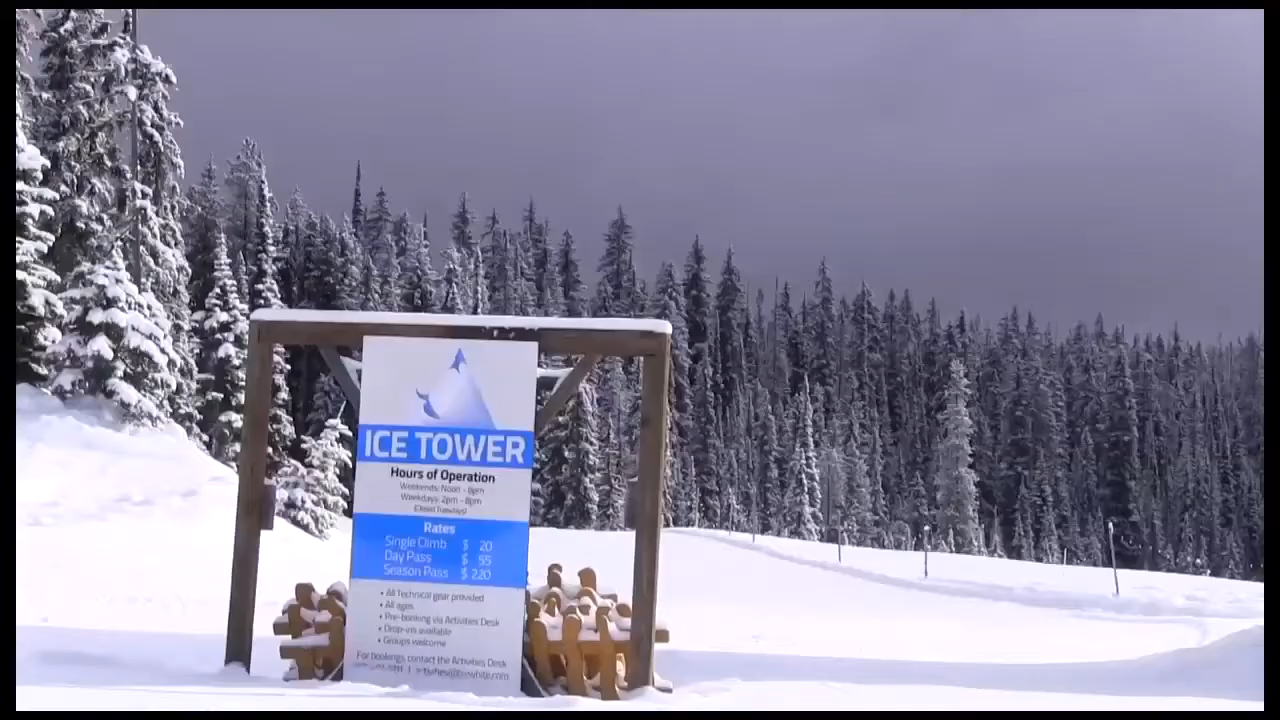 ICE TOWER
Hours of Operation
Weekends: Noon - 8pm
Weekdays: 2pm - 8pm
(Closed Tuesdays)
Rates
Single Climb $ 20
Day Pass $ 55
Season Pass $ 220
• All Technical gear provided
• All ages
• Pre-booking via Activities Desk
• Drop-ins available
• Groups welcome
For bookings, contact the Activities Desk